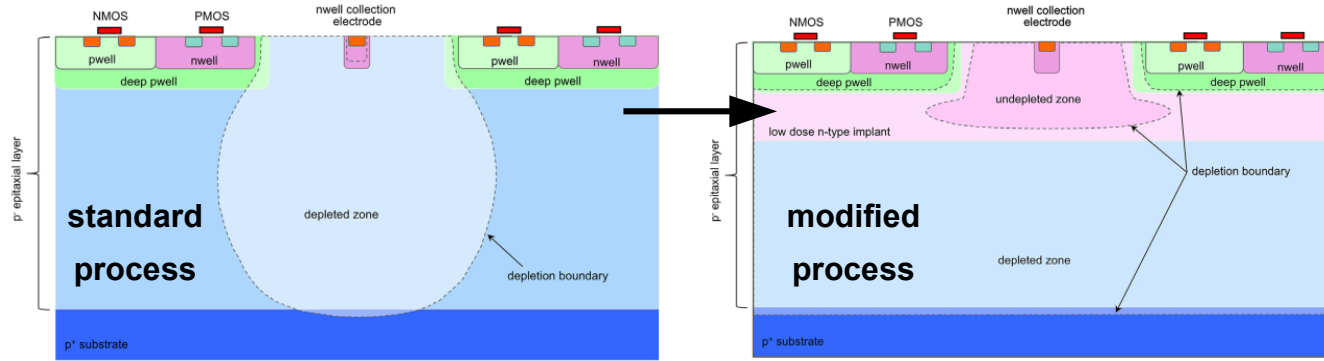 NMOS
PMOS
nwell collection
electrode
pwell
nwell
pwell
nwell
deep pwell
deep pwell
p⁻ epitaxial layer
standard
process
depleted zone
depletion boundary
p⁺ substrate
NMOS
PMOS
nwell collection
electrode
pwell
nwell
pwell
nwell
deep pwell
deep pwell
undepleted zone
low dose n-type implant
p⁻ epitaxial layer
depletion boundary
modified
process
depleted zone
p⁺ substrate